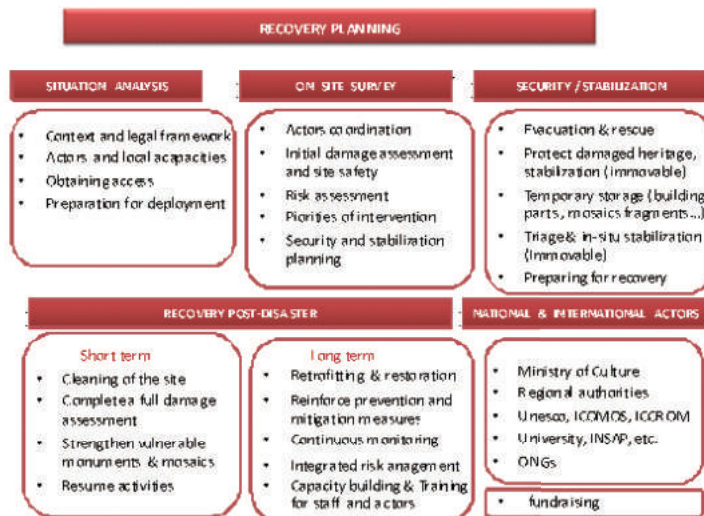 RECOVERY PLANNING
SITUATION ANALYSIS
• Context and legal framework
• Actors and local acapacities
• Obtaining access
• Preparation for deployment
ON SITE SURVEY
• Actors coordination
• Initial damage assessment
and site safety
• Risk assessment
• Piorities of intervention
• Security and stabilization
planning
SECURITY / STABILIZATION
• Evacuation & rescue
• Protect damaged heritage,
stabilization (immovable)
• Temporary storage (building
parts, mosaics fragments...)
• Triage & in-situ stabilization
(Immovable)
• Preparing for recovery
RECOVERY POST-DISASTER
Short term
• Cleaning of the site
• Complete a full damage
assessment
• Strengthen vulnerable
monuments & mosaics
• Resume activities
Long term
• Retrofitting & restoration
• Reinforce prevention and
mitigation measures
• Continuous monitoring
• Integrated risk anagement
• Capacity building & Training
for staff and actors
NATIONAL & INTERNATIONAL ACTORS
• Ministry of Culture
• Regional authorities
• Unesco, ICOMOS, ICCROM
• University, INSAP, etc.
• ONGs
• fundraising